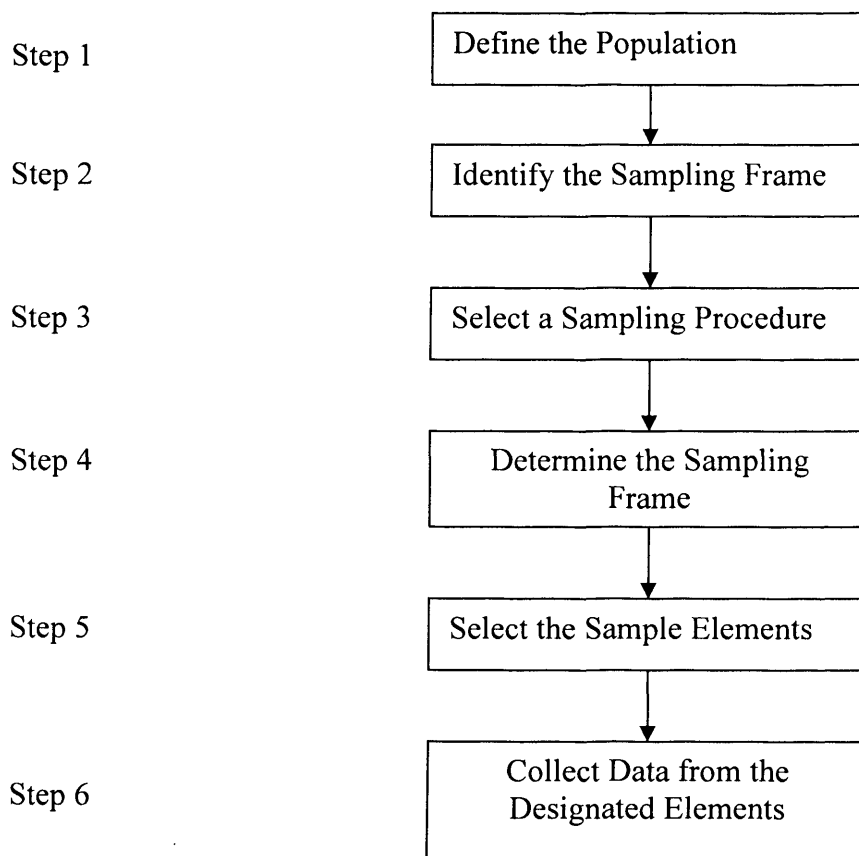 Step 1
Define the Population
Step 2
Identify the Sampling Frame
Step 3
Select a Sampling Procedure
Step 4
Determine the Sampling
Frame
Step 5
Select the Sample Elements
Step 6
Collect Data from the
Designated Elements